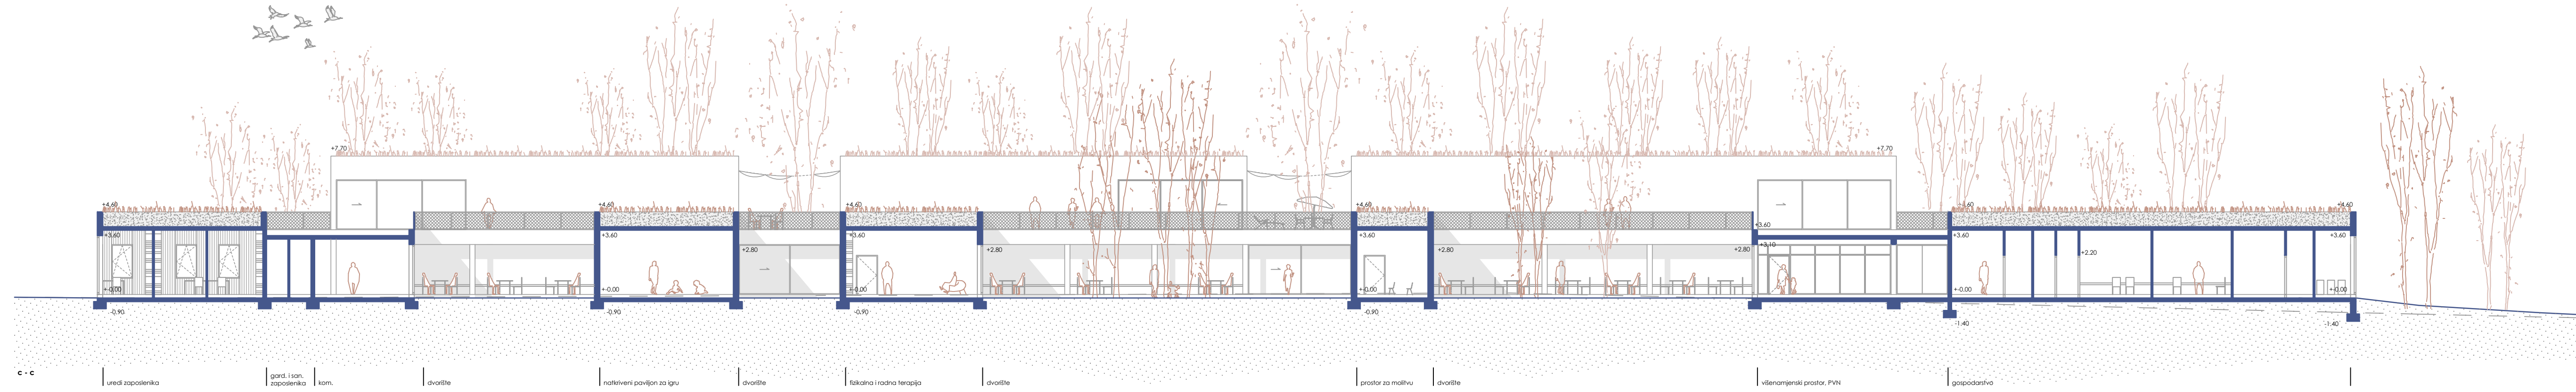 +7.70
+7.70
+4.60
+4.60
+4.60
+4.60
+4.60
+4.60
+3.60
+3.60
+3.60
+3.60
+3.60
+3.60
+3.60
+3.10
+2.80
+2.80
+2.80
+2.80
+2.20
+-0.00
+-0.00
+-0.00
+-0.00
+-0.00
+-0.00
-0.90
-0.90
-0.90
-0.90
-1.40
-1.40
c - c
uredi zaposlenika
gard. i san.
zaposlenika
kom.
dvorište
natkriveni paviljon za igru
dvorište
fizikalna i radna terapija
dvorište
prostor za molitvu
dvorište
višenamjenski prostor, PVN
gospodarstvo